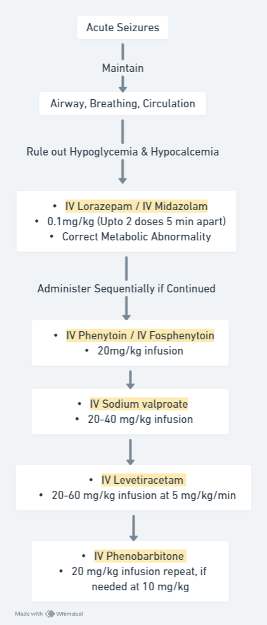 Acute Seizures
Maintain
Airway, Breathing, Circulation
Rule out Hypoglycemia & Hypocalcemia
• IV Lorazepam / IV Midazolam
• 0.1mg/kg (Upto 2 doses 5 min apart)
• Correct Metabolic Abnormality
Administer Sequentially if Continued
• IV Phenytoin / IV Fosphenytoin
• 20mg/kg infusion
• IV Sodium valproate
• 20-40 mg/kg infusion
• IV Levetiracetam
• 20-60 mg/kg infusion at 5 mg/kg/min
• IV Phenobarbitone
• 20 mg/kg infusion repeat, if
needed at 10 mg/kg
Made with Whimsical